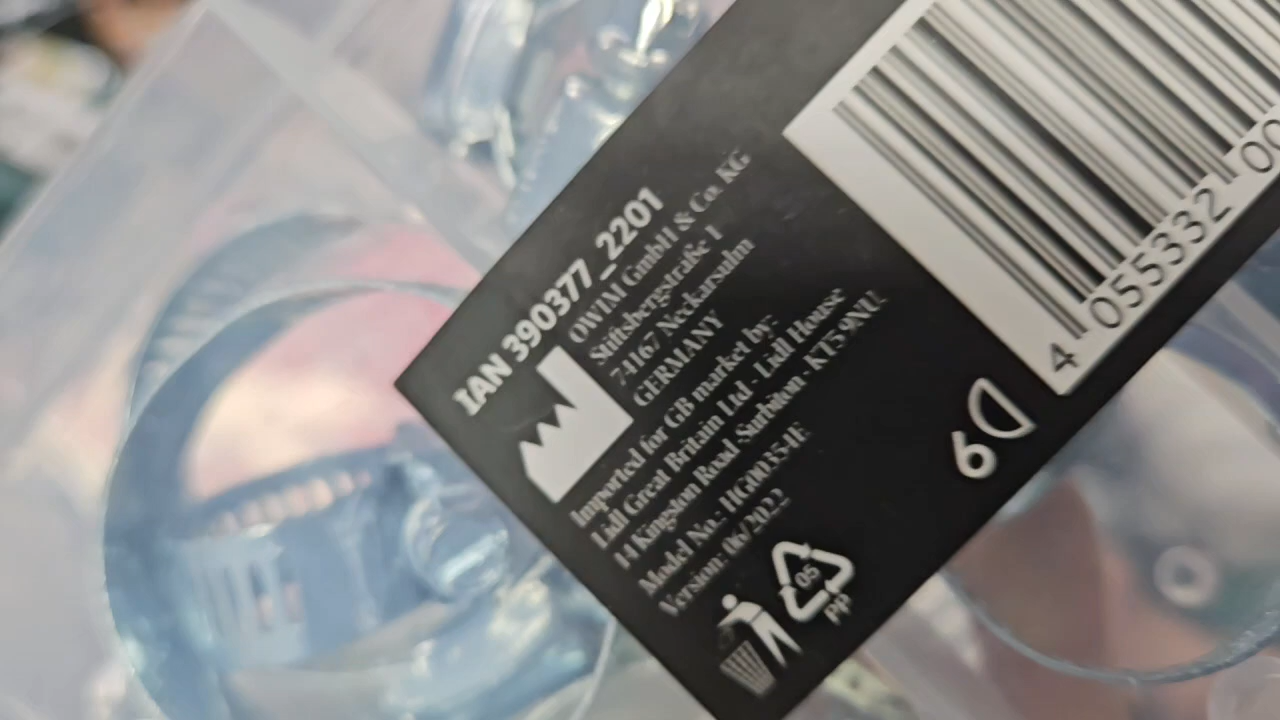 IAN 390377_2201
OWIM GmbH & Co. KG
Stiftsbergstraße 1
74167 Neckarsulm
GERMANY
Imported for GB market by:
Lidl Great Britain Ltd · Lidl House
14 Kingston Road · Surbiton · KT5 9NU
Model No.: HG00354E
Version: 06/2022
05
PP
4 055332 00
6 D